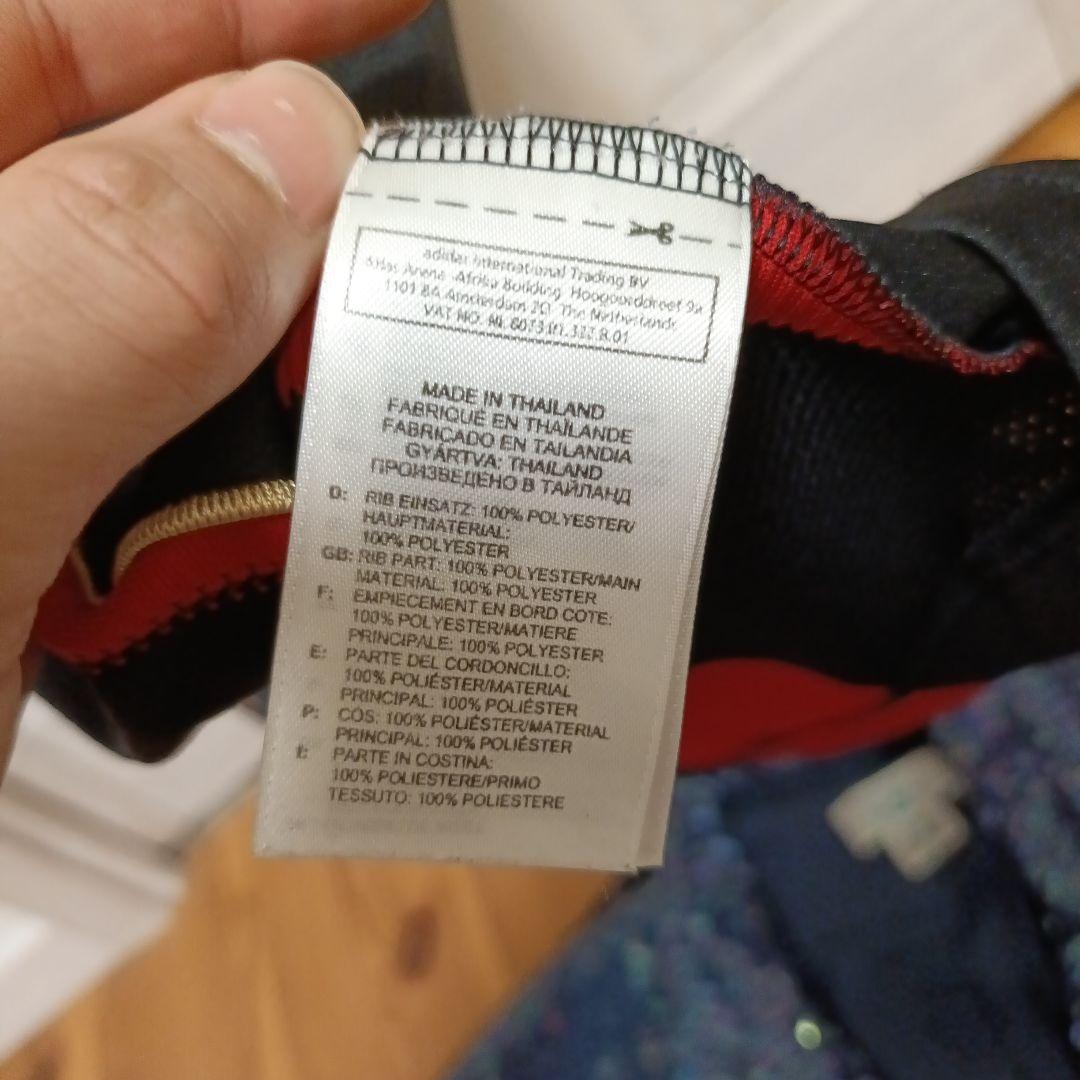 adidas International Trading BV
Atlas Arena -Afrika Building, Hoogoorddreef 9a
1101 BA Amsterdam ZO, The Netherlands
VAT NO. NL
MADE IN THAILAND
FABRIQUÉ EN THAÏLANDE
FABRICADO EN TAILANDIA
GYÁRTVA: THAILAND
ПРОИЗВЕДЕНО В ТАЙЛАНД
D: RIB EINSATZ: 100% POLYESTER/
HAUPTMATERIAL:
100% POLYESTER
GB: RIB PART: 100% POLYESTER/MAIN
MATERIAL: 100% POLYESTER
F: EMPIECEMENT EN BORD COTE:
100% POLYESTER/MATIERE
PRINCIPALE: 100% POLYESTER
E: PARTE DEL CORDONCILLO:
100% POLIÉSTER/MATERIAL
PRINCIPAL: 100% POLIÉSTER
P: COS: 100% POLIÉSTER/MATERIAL
PRINCIPAL: 100% POLIÉSTER
I: PARTE IN COSTINA:
100% POLIESTERE/PRIMO
TESSUTO: 100% POLIESTERE